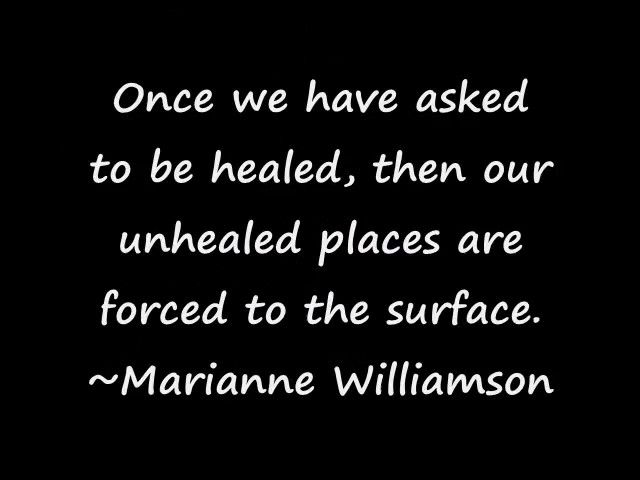 Once we have asked
to be healed, then our
unhealed places are
forced to the surface.
~Marianne Williamson